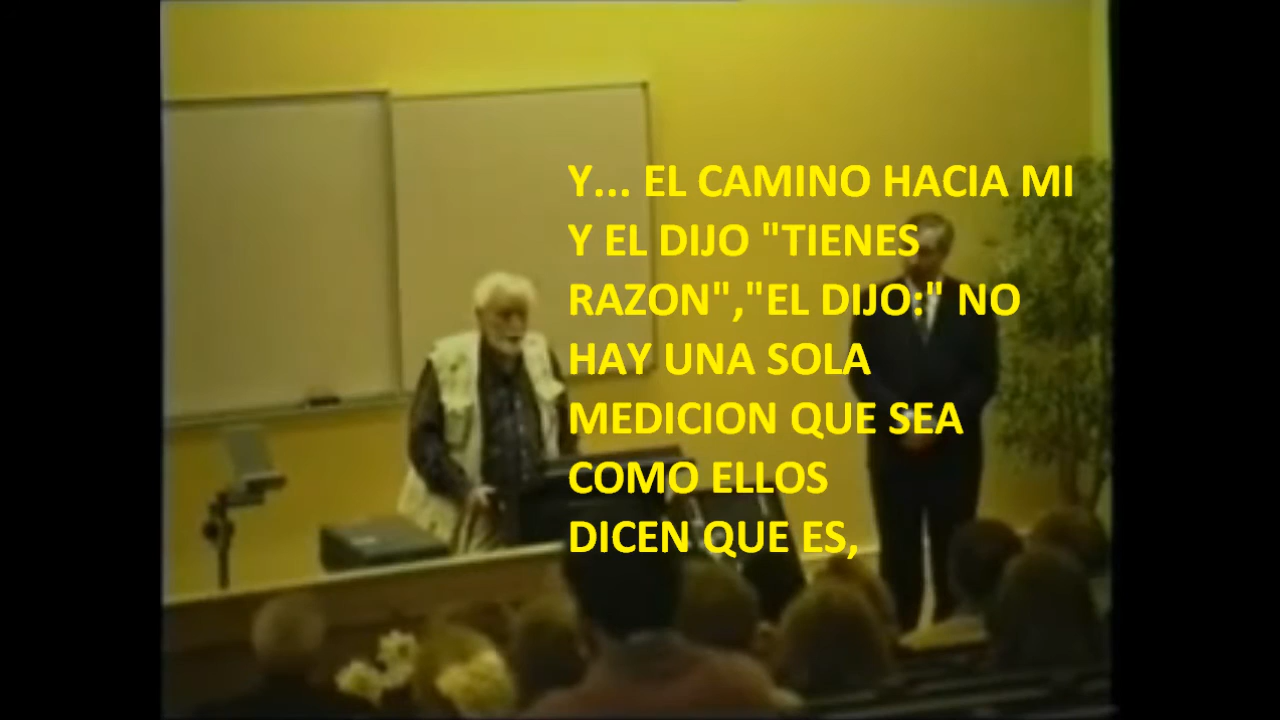 Y... EL CAMINO HACIA MI
Y EL DIJO "TIENES
RAZON","EL DIJO:" NO
HAY UNA SOLA
MEDICION QUE SEA
COMO ELLOS
DICEN QUE ES,